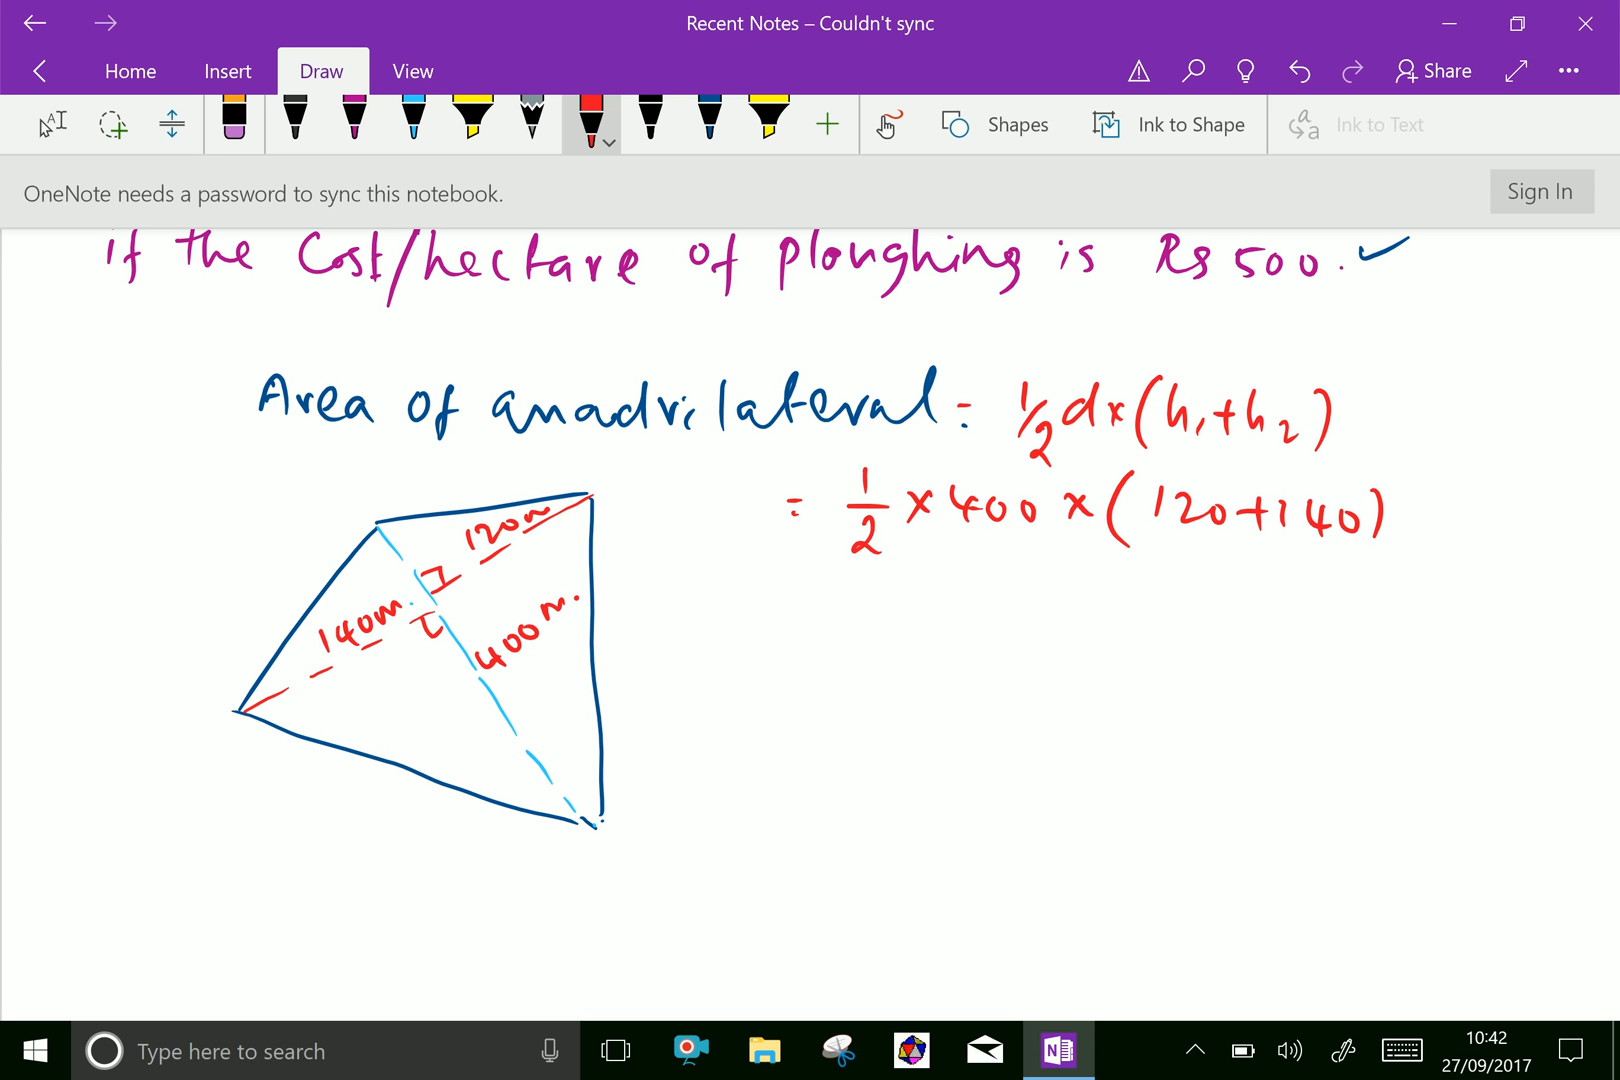 Recent Notes – Couldn't sync
Home Insert Draw View Share
Shapes Ink to Shape Ink to Text
OneNote needs a password to sync this notebook. Sign In
if the Cost/hectare of ploughing is Rs 500.
Area of quadrilateral = 1/2 d×(h₁+h₂)
= 1/2 × 400 × (120+140)
120m
140m.
400m.
Type here to search
10:42
27/09/2017